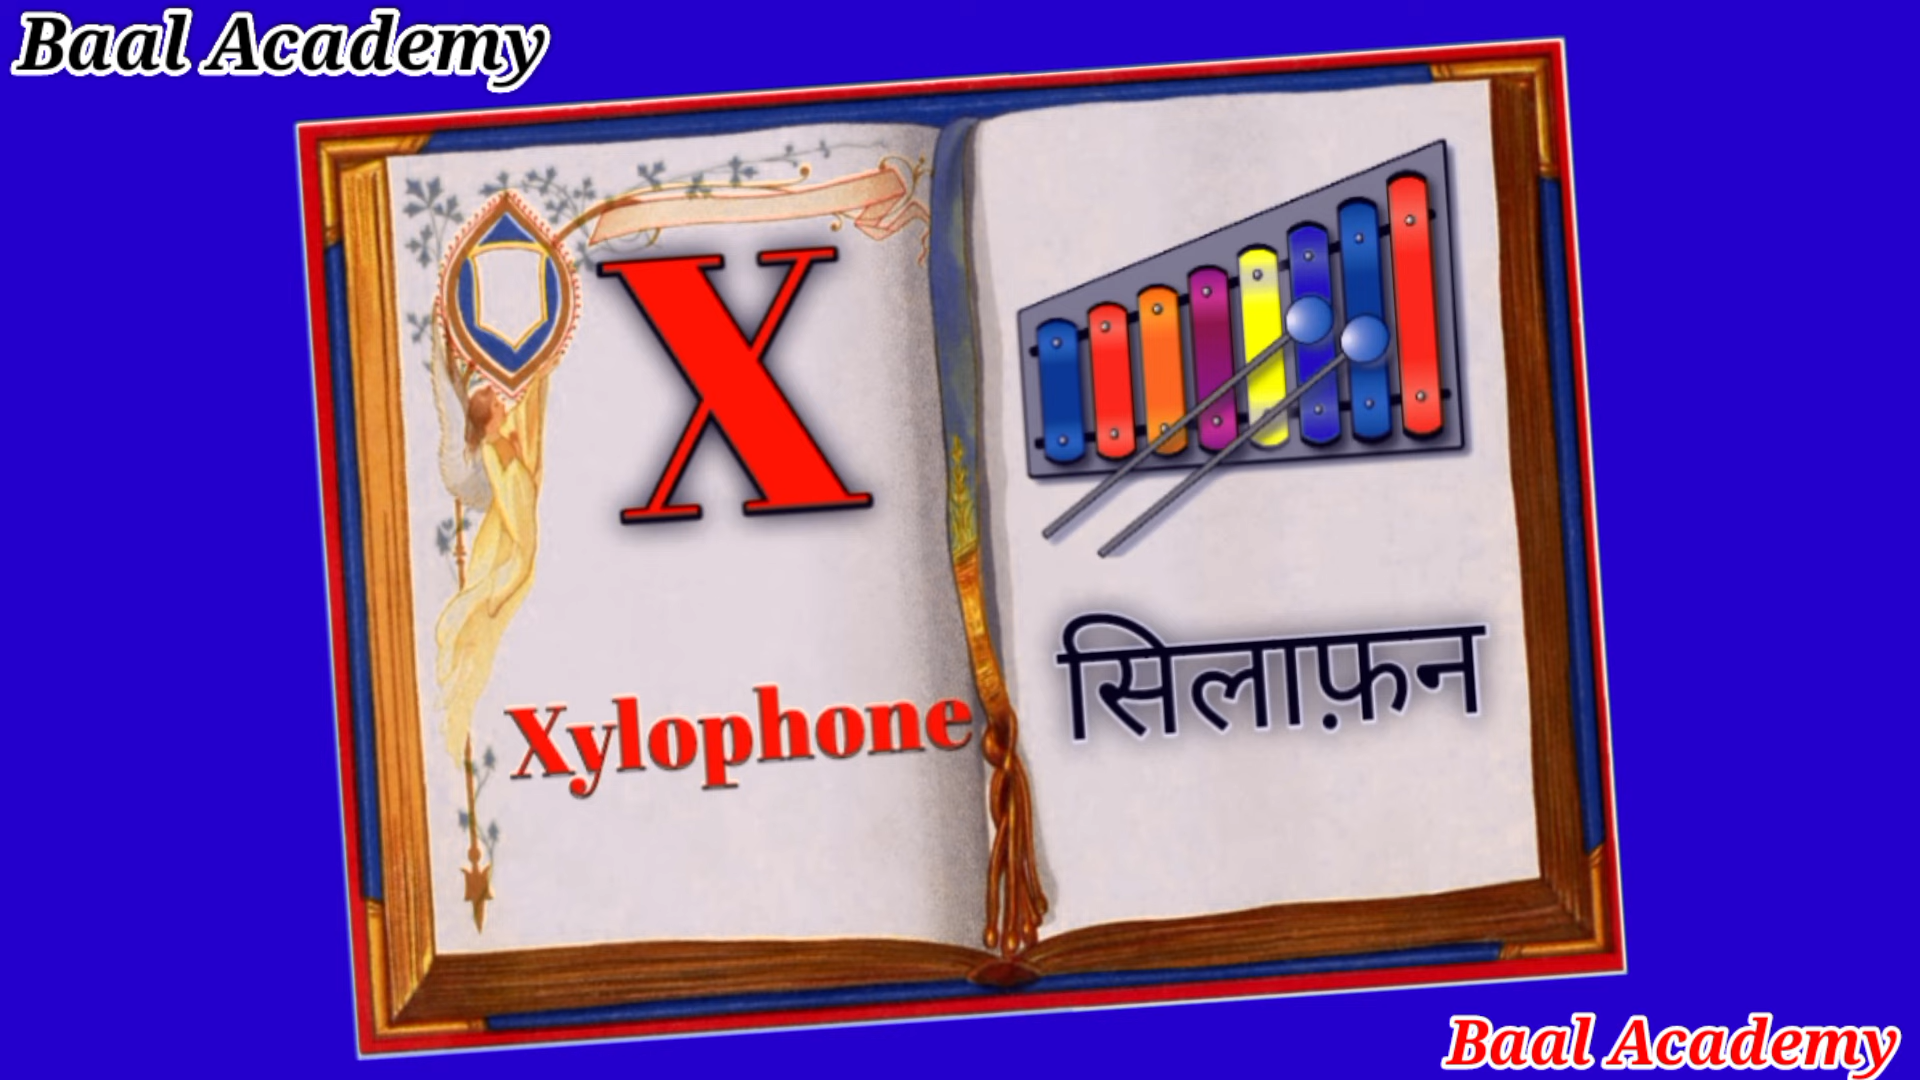 Baal Academy
X
Xylophone
सिलाफ़न
Baal Academy